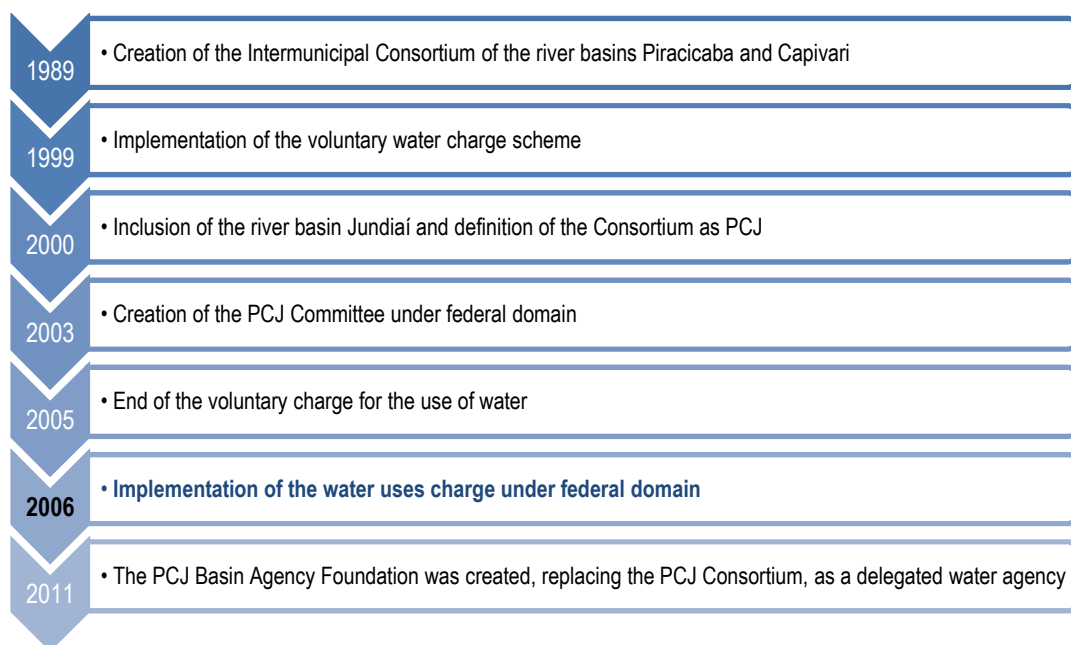 1989
• Creation of the Intermunicipal Consortium of the river basins Piracicaba and Capivari
1999
• Implementation of the voluntary water charge scheme
2000
• Inclusion of the river basin Jundiaí and definition of the Consortium as PCJ
2003
• Creation of the PCJ Committee under federal domain
2005
• End of the voluntary charge for the use of water
2006
• Implementation of the water uses charge under federal domain
2011
• The PCJ Basin Agency Foundation was created, replacing the PCJ Consortium, as a delegated water agency